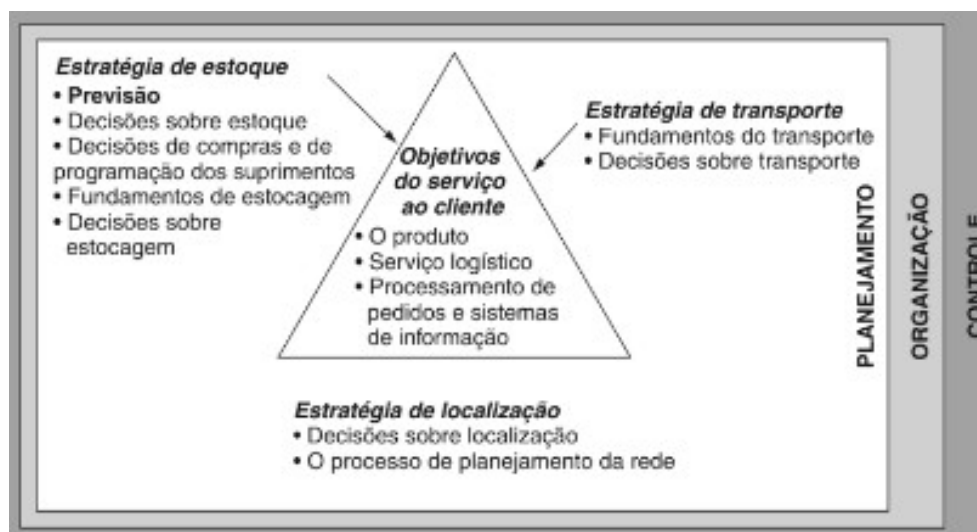 Estratégia de estoque
• Previsão
• Decisões sobre estoque
• Decisões de compras e de
programação dos suprimentos
• Fundamentos de estocagem
• Decisões sobre
estocagem
Objetivos
do serviço
ao cliente
• O produto
• Serviço logístico
• Processamento de
pedidos e sistemas
de informação
Estratégia de transporte
• Fundamentos do transporte
• Decisões sobre transporte
Estratégia de localização
• Decisões sobre localização
• O processo de planejamento da rede
PLANEJAMENTO
ORGANIZAÇÃO
CONTROLE